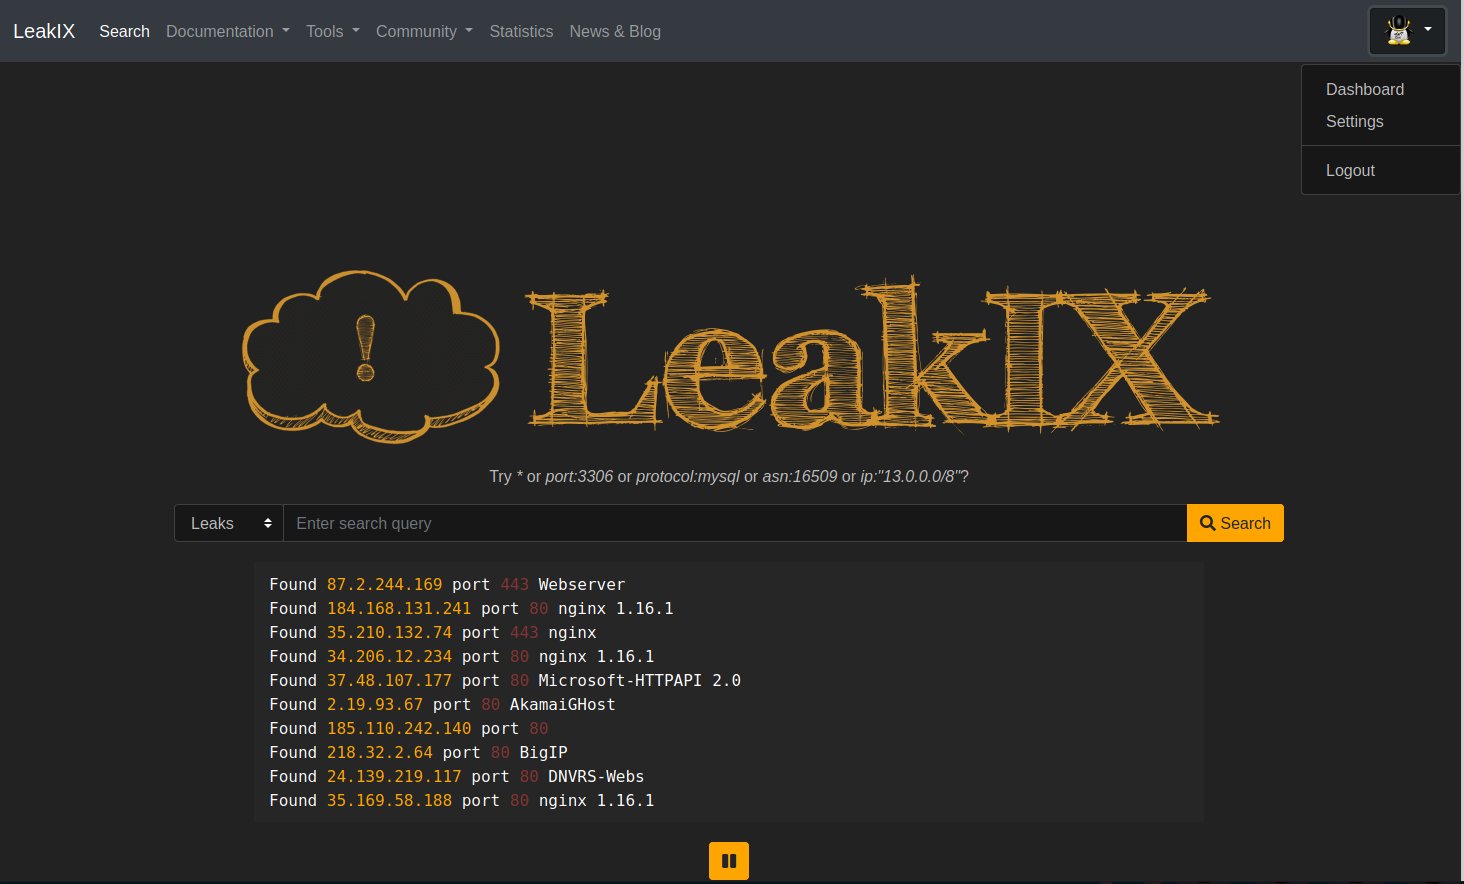 LeakIX Search Documentation Tools Community Statistics News & Blog
Dashboard
Settings
Logout
! LeakIX
Try * or port:3306 or protocol:mysql or asn:16509 or ip:"13.0.0.0/8"?
Leaks Enter search query Search
Found 87.2.244.169 port 443 Webserver
Found 184.168.131.241 port 80 nginx 1.16.1
Found 35.210.132.74 port 443 nginx
Found 34.206.12.234 port 80 nginx 1.16.1
Found 37.48.107.177 port 80 Microsoft-HTTPAPI 2.0
Found 2.19.93.67 port 80 AkamaiGHost
Found 185.110.242.140 port 80
Found 218.32.2.64 port 80 BigIP
Found 24.139.219.117 port 80 DNVRS-Webs
Found 35.169.58.188 port 80 nginx 1.16.1